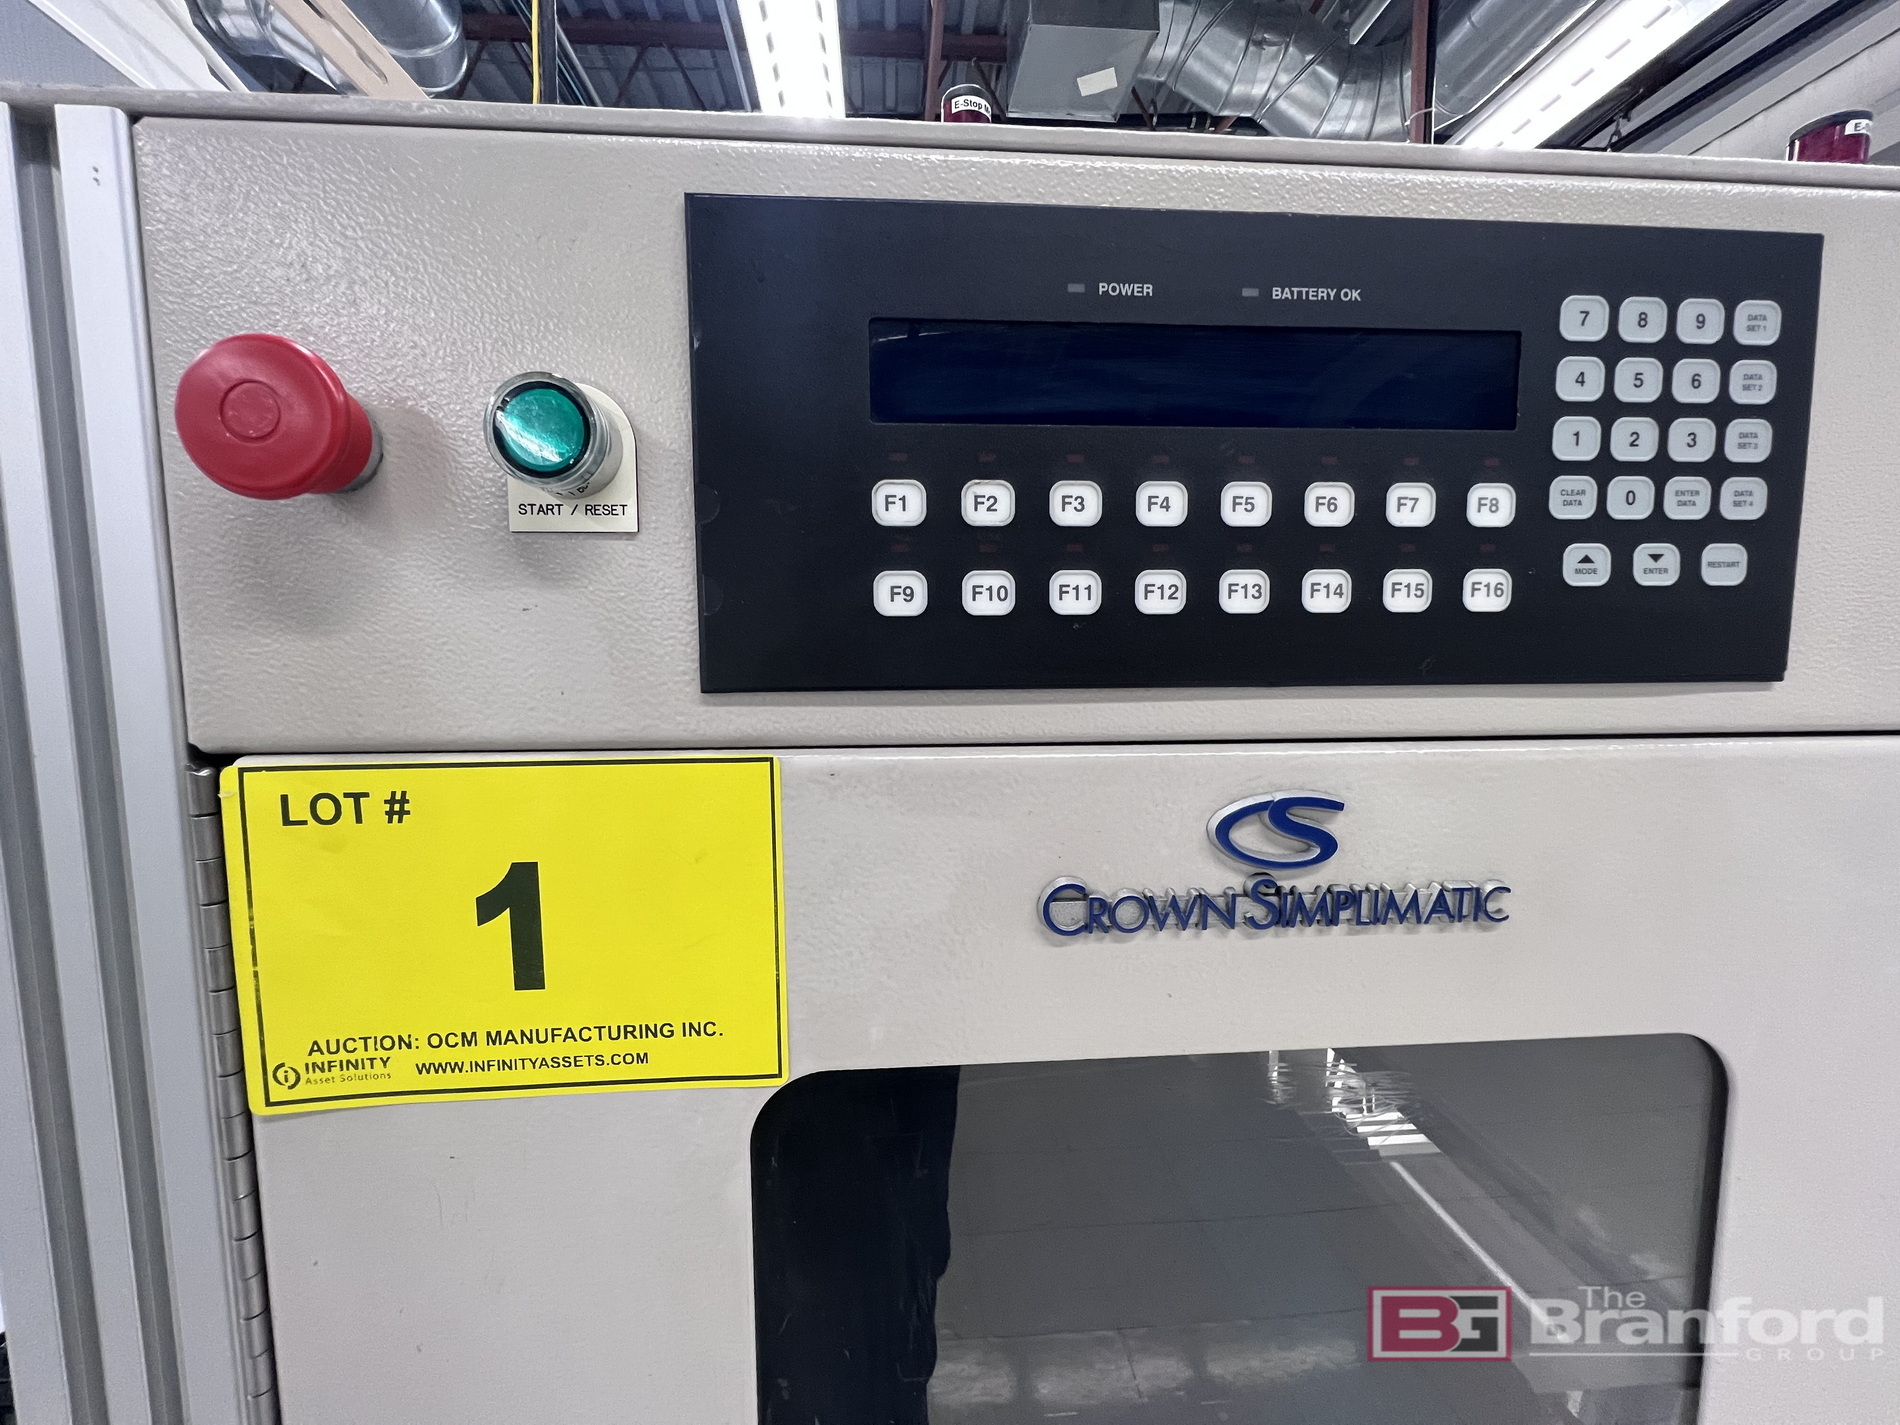 E-Stop
E-
POWER
BATTERY OK
7 8 9 DATA SET 1
4 5 6 DATA SET 2
1 2 3 DATA SET 3
CLEAR DATA 0 ENTER DATA DATA SET 4
MODE ENTER RESTART
F1 F2 F3 F4 F5 F6 F7 F8
F9 F10 F11 F12 F13 F14 F15 F16
START / RESET
LOT #
1
AUCTION: OCM MANUFACTURING INC.
INFINITY
Asset Solutions
WWW.INFINITYASSETS.COM
CS
CROWN SIMPLIMATIC
BG
The
Branford
GROUP